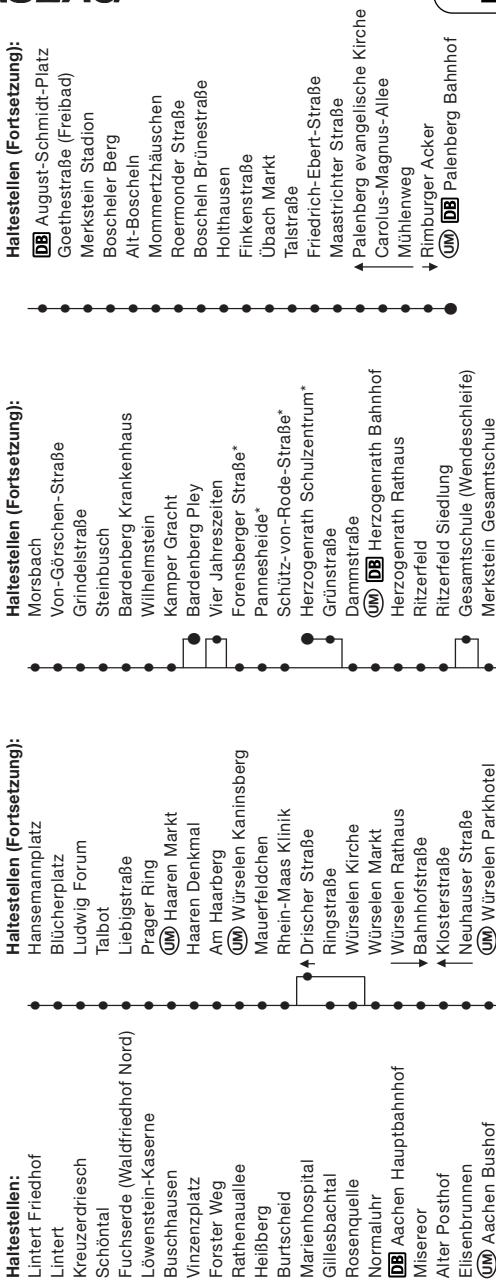 Haltestellen:
Lintert Friedhof
Lintert
Kreuzerdriesch
Schöntal
Fuchserde (Waldfriedhof Nord)
Löwenstein-Kaserne
Buschhausen
Vinzenzplatz
Forster Weg
Rathenauallee
Heißberg
Burtscheid
Marienhospital
Gillesbachtal
Rosenquelle
Normaluhr
DB Aachen Hauptbahnhof
Misereor
Alter Posthof
Elisenbrunnen
UM Aachen Bushof
Haltestellen (Fortsetzung):
Hansemannplatz
Blücherplatz
Ludwig Forum
Talbot
Liebigstraße
Prager Ring
UM Haaren Markt
Haaren Denkmal
Am Haarberg
UM Würselen Kaninsberg
Mauerfeldchen
Rhein-Maas Klinik
Drischer Straße
Ringstraße
Würselen Kirche
Würselen Markt
Würselen Rathaus
Bahnhofstraße
Klosterstraße
Neuhauser Straße
UM Würselen Parkhotel
Haltestellen (Fortsetzung):
Morsbach
Von-Görschen-Straße
Grindelstraße
Steinbusch
Bardenberg Krankenhaus
Wilhelmstein
Kamper Gracht
Bardenberg Pley
Vier Jahreszeiten
Forensberger Straße*
Pannesheide*
Schütz-von-Rode-Straße*
Herzogenrath Schulzentrum*
Grünstraße
Dammstraße
UM DB Herzogenrath Bahnhof
Herzogenrath Rathaus
Ritzerfeld
Ritzerfeld Siedlung
Gesamtschule (Wendeschleife)
Merkstein Gesamtschule
Haltestellen (Fortsetzung):
DB August-Schmidt-Platz
Goethestraße (Freibad)
Merkstein Stadion
Boscheler Berg
Alt-Boscheln
Mommertzhäuschen
Roermonder Straße
Boscheln Brünestraße
Holthausen
Finkenstraße
Übach Markt
Talstraße
Friedrich-Ebert-Straße
Maastrichter Straße
Palenberg evangelische Kirche
Carolus-Magnus-Allee
Mühlenweg
Rimburger Acker
UM DB Palenberg Bahnhof